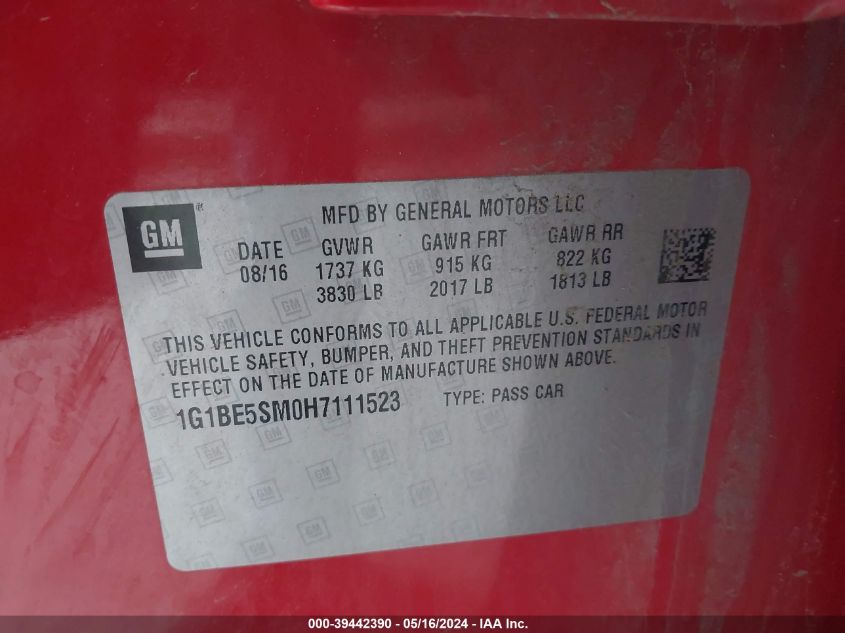 GM®
MFD BY GENERAL MOTORS LLC
DATE GVWR GAWR FRT GAWR RR
08/16 1737 KG 915 KG 822 KG
3830 LB 2017 LB 1813 LB
THIS VEHICLE CONFORMS TO ALL APPLICABLE U.S. FEDERAL MOTOR
VEHICLE SAFETY, BUMPER, AND THEFT PREVENTION STANDARDS IN
EFFECT ON THE DATE OF MANUFACTURE SHOWN ABOVE.
1G1BE5SM0H7111523 TYPE: PASS CAR
000-39442390 - 05/16/2024 - IAA Inc.